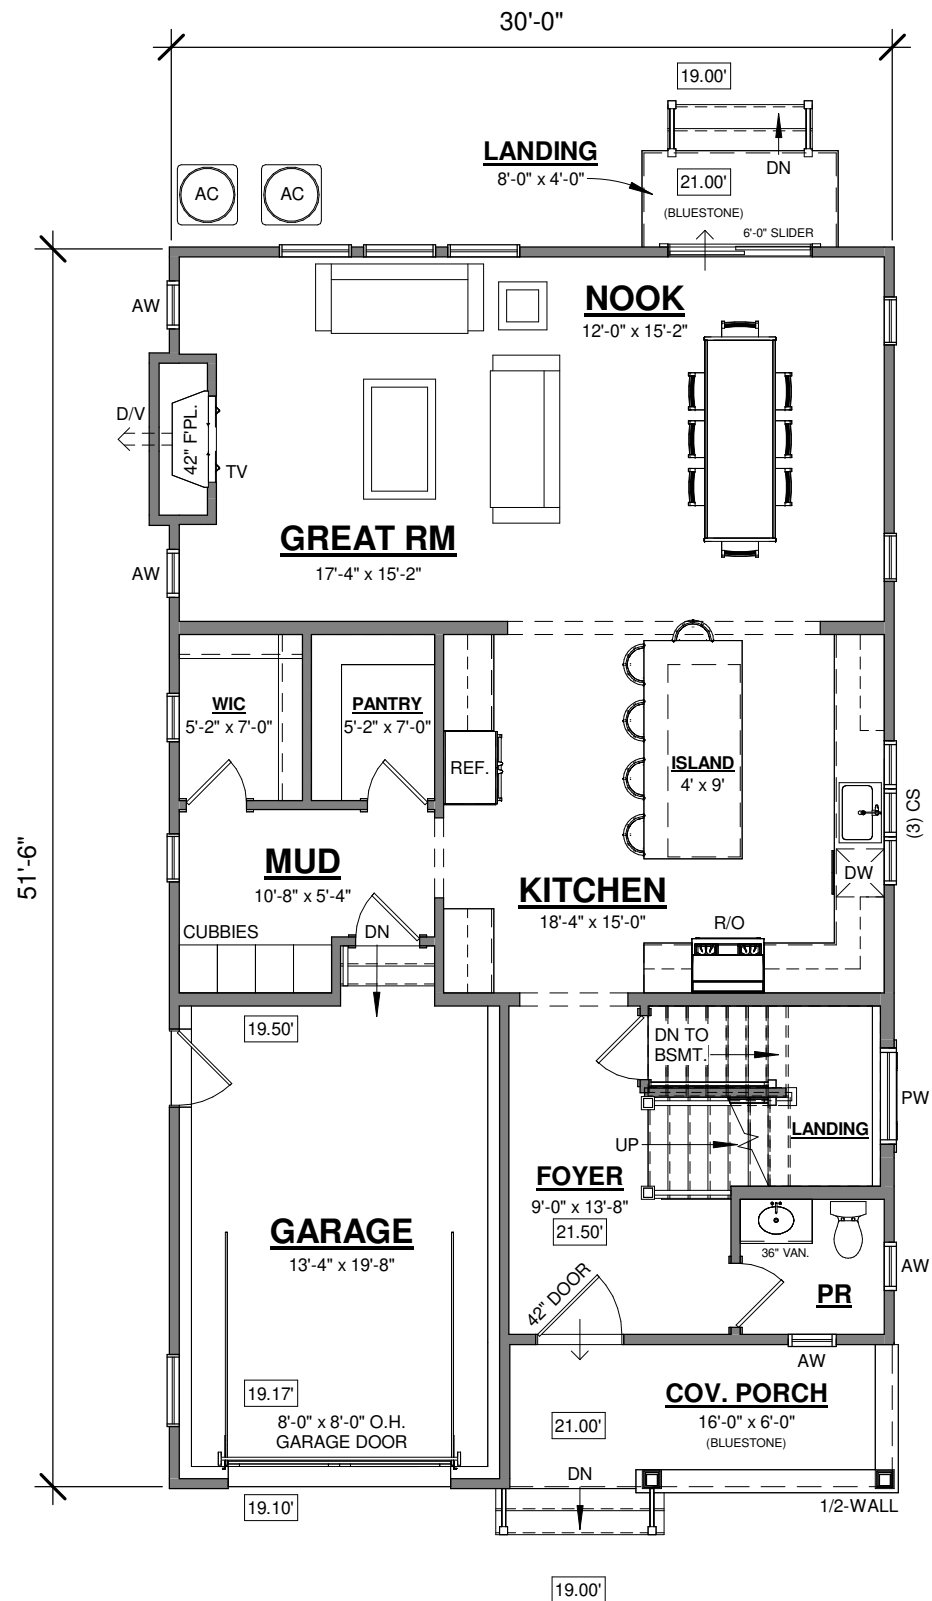 30'-0"
19.00'
LANDING
8'-0" x 4'-0"
DN
21.00'
(BLUESTONE)
6'-0" SLIDER
AC
AC
AW
NOOK
12'-0" x 15'-2"
D/V
42" F'PL.
TV
GREAT RM
17'-4" x 15'-2"
AW
WIC
5'-2" x 7'-0"
PANTRY
5'-2" x 7'-0"
REF.
ISLAND
4' x 9'
(3) CS
51'-6"
MUD
10'-8" x 5'-4"
DW
KITCHEN
18'-4" x 15'-0"
R/O
CUBBIES
DN
19.50'
DN TO
BSMT.
PW
LANDING
UP
FOYER
9'-0" x 13'-8"
21.50'
GARAGE
13'-4" x 19'-8"
36" VAN.
AW
PR
42" DOOR
AW
19.17'
8'-0" x 8'-0" O.H.
GARAGE DOOR
COV. PORCH
16'-0" x 6'-0"
(BLUESTONE)
21.00'
DN
19.10'
1/2-WALL
19.00'